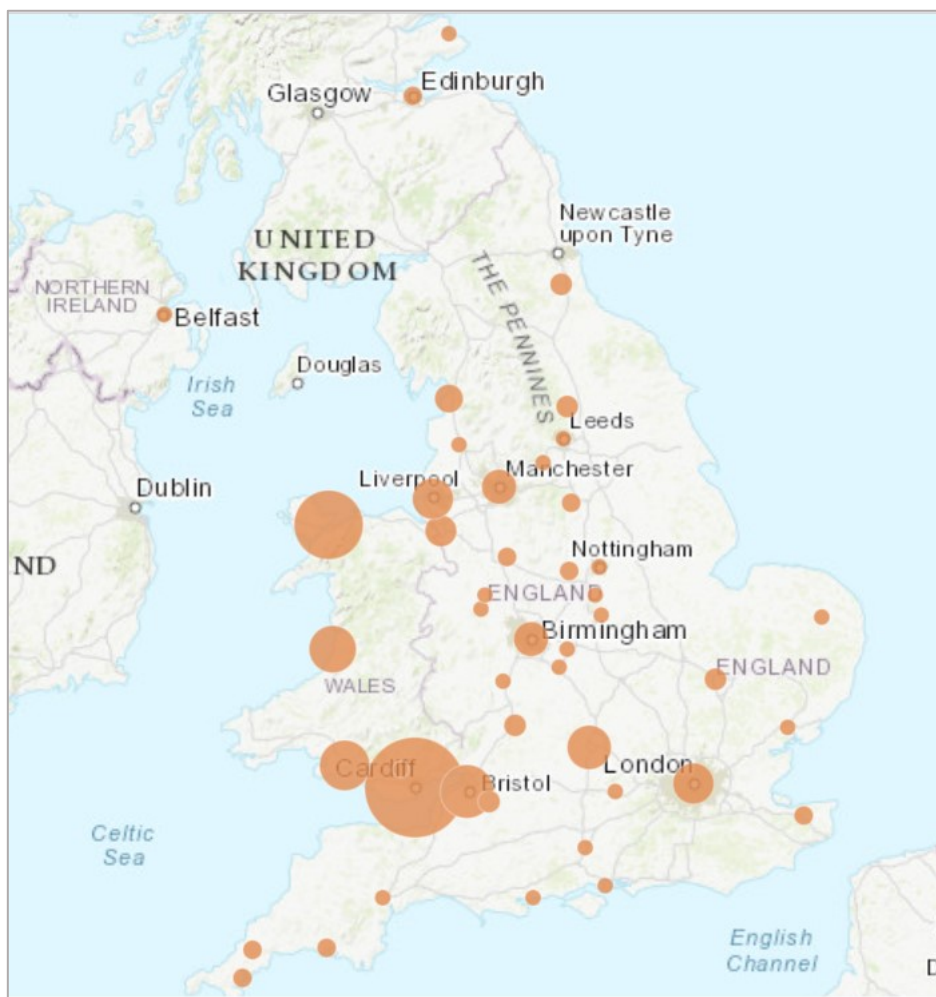 Edinburgh
Glasgow
Newcastle
upon Tyne
UNITED
KINGDOM
THE PENNINES
NORTHERN
IRELAND
Belfast
Douglas
Irish
Sea
Leeds
Manchester
Liverpool
Dublin
Nottingham
ND
ENGLAND
Birmingham
ENGLAND
WALES
London
Cardiff
Bristol
Celtic
Sea
English
Channel
D